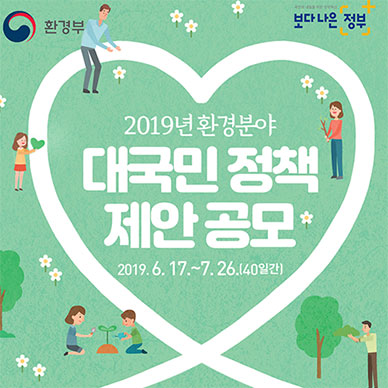 환경부
보다나은 정부
2019년 환경분야
대국민 정책
제안 공모
2019. 6. 17.~7. 26.(40일간)